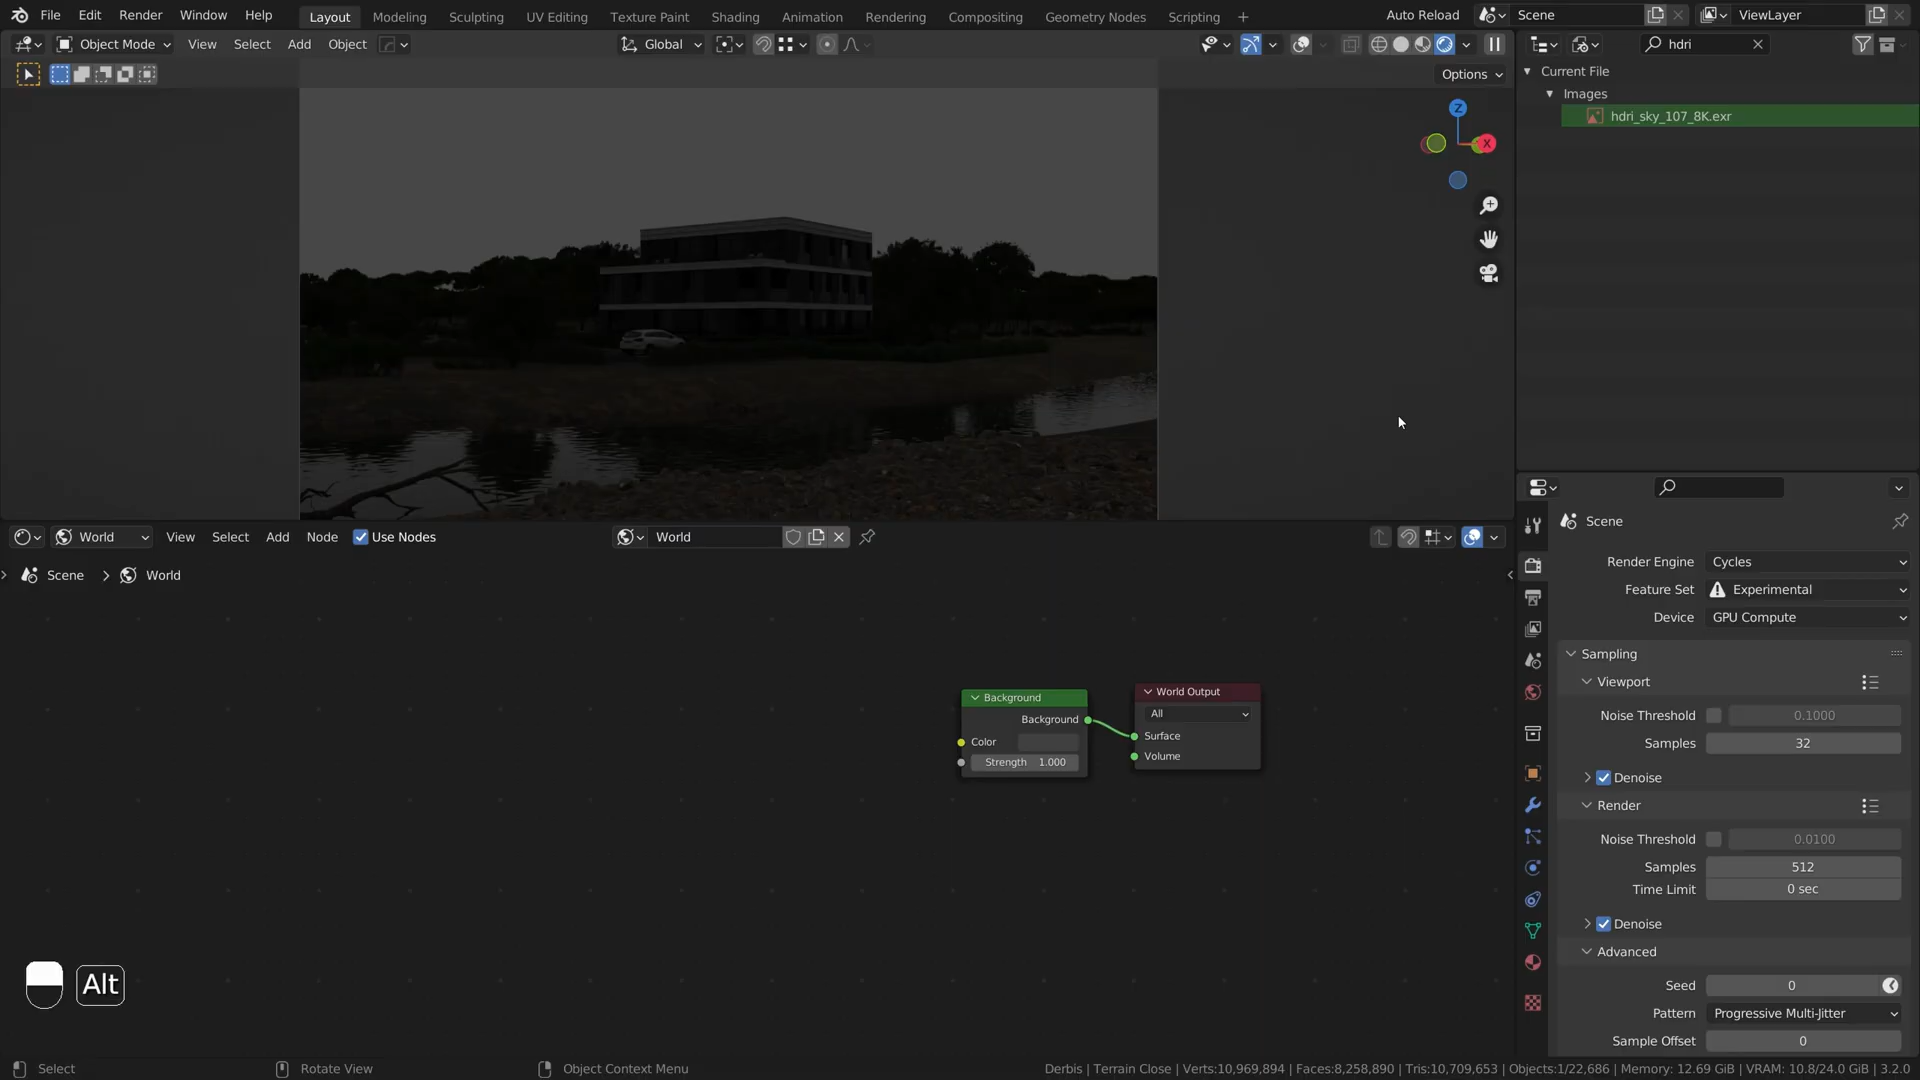 File Edit Render Window Help Layout Modeling Sculpting UV Editing Texture Paint Shading Animation Rendering Compositing Geometry Nodes Scripting Auto Reload Scene ViewLayer
Object Mode View Select Add Object Global hdri
Options
Current File
Images
hdri_sky_107_8K.exr
Z
X
World View Select Add Node Use Nodes World
Scene World
Background
Background
Color
Strength 1.000
World Output
All
Surface
Volume
Scene
Render Engine Cycles
Feature Set Experimental
Device GPU Compute
Sampling
Viewport
Noise Threshold 0.1000
Samples 32
Denoise
Render
Noise Threshold 0.0100
Samples 512
Time Limit 0 sec
Denoise
Advanced
Seed 0
Pattern Progressive Multi-Jitter
Sample Offset 0
Alt
Select Rotate View Object Context Menu Derbis | Terrain Close | Verts:10,969,894 | Faces:8,258,890 | Tris:10,709,653 | Objects:1/22,686 | Memory: 12.69 GiB | VRAM: 10.8/24.0 GiB | 3.2.0